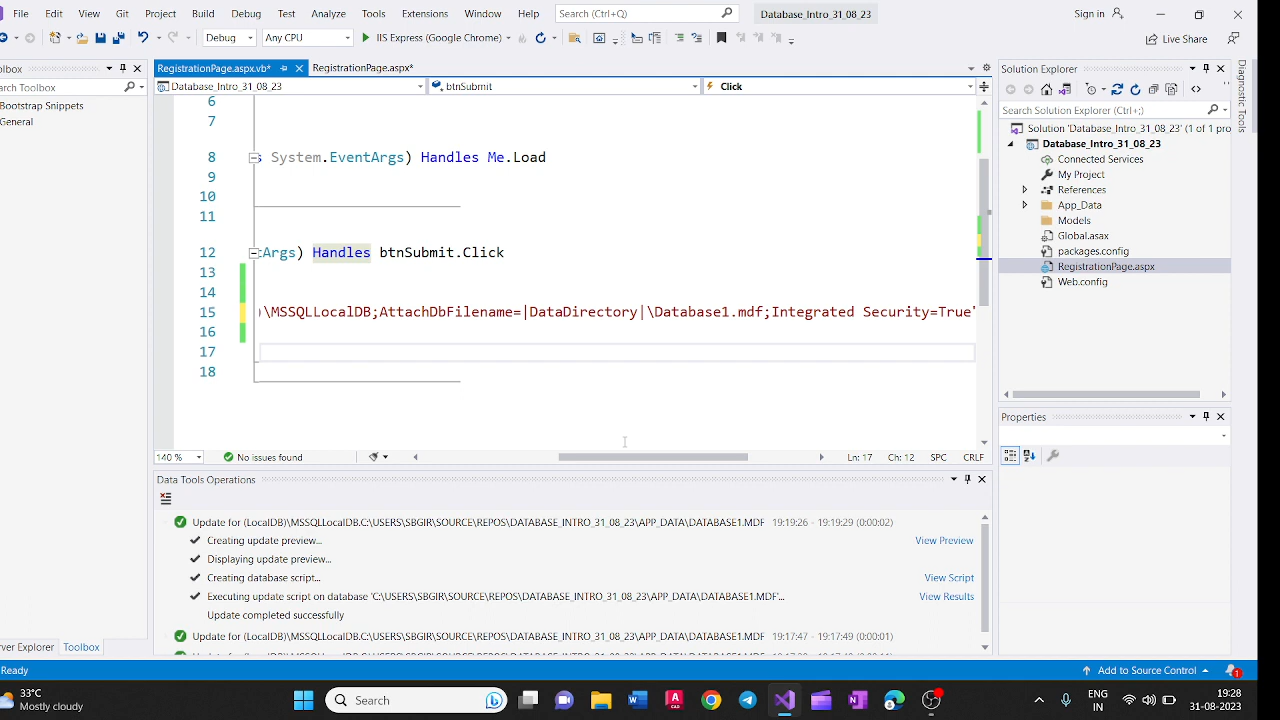 File Edit View Git Project Build Debug Test Analyze Tools Extensions Window Help Search (Ctrl+Q) Database_Intro_31_08_23 Sign in
Debug Any CPU IIS Express (Google Chrome) Live Share
lbox
earch Toolbox
Bootstrap Snippets
General
RegistrationPage.aspx.vb* RegistrationPage.aspx*
Database_Intro_31_08_23 btnSubmit Click
6
7
8 s System.EventArgs) Handles Me.Load
9
10
11
12 tArgs) Handles btnSubmit.Click
13
14
15 )\MSSQLLocalDB;AttachDbFilename=|DataDirectory|\Database1.mdf;Integrated Security=True"
16
17
18
140 % No issues found Ln: 17 Ch: 12 SPC CRLF
Solution Explorer
Search Solution Explorer (Ctrl+;)
Solution 'Database_Intro_31_08_23' (1 of 1 pro
Database_Intro_31_08_23
Connected Services
My Project
References
App_Data
Models
Global.asax
packages.config
RegistrationPage.aspx
Web.config
Diagnostic Tools
Properties
Data Tools Operations
Update for (LocalDB)\MSSQLLocalDB.C:\USERS\SBGIR\SOURCE\REPOS\DATABASE_INTRO_31_08_23\APP_DATA\DATABASE1.MDF 19:19:26 - 19:19:29 (0:00:02)
Creating update preview... View Preview
Displaying update preview...
Creating database script... View Script
Executing update script on database 'C:\USERS\SBGIR\SOURCE\REPOS\DATABASE_INTRO_31_08_23\APP_DATA\DATABASE1.MDF'... View Results
Update completed successfully
Update for (LocalDB)\MSSQLLocalDB.C:\USERS\SBGIR\SOURCE\REPOS\DATABASE_INTRO_31_08_23\APP_DATA\DATABASE1.MDF 19:17:47 - 19:17:49 (0:00:01)
rver Explorer Toolbox
Ready Add to Source Control 1
33°C
Mostly cloudy
Search
ENG
IN
19:28
31-08-2023